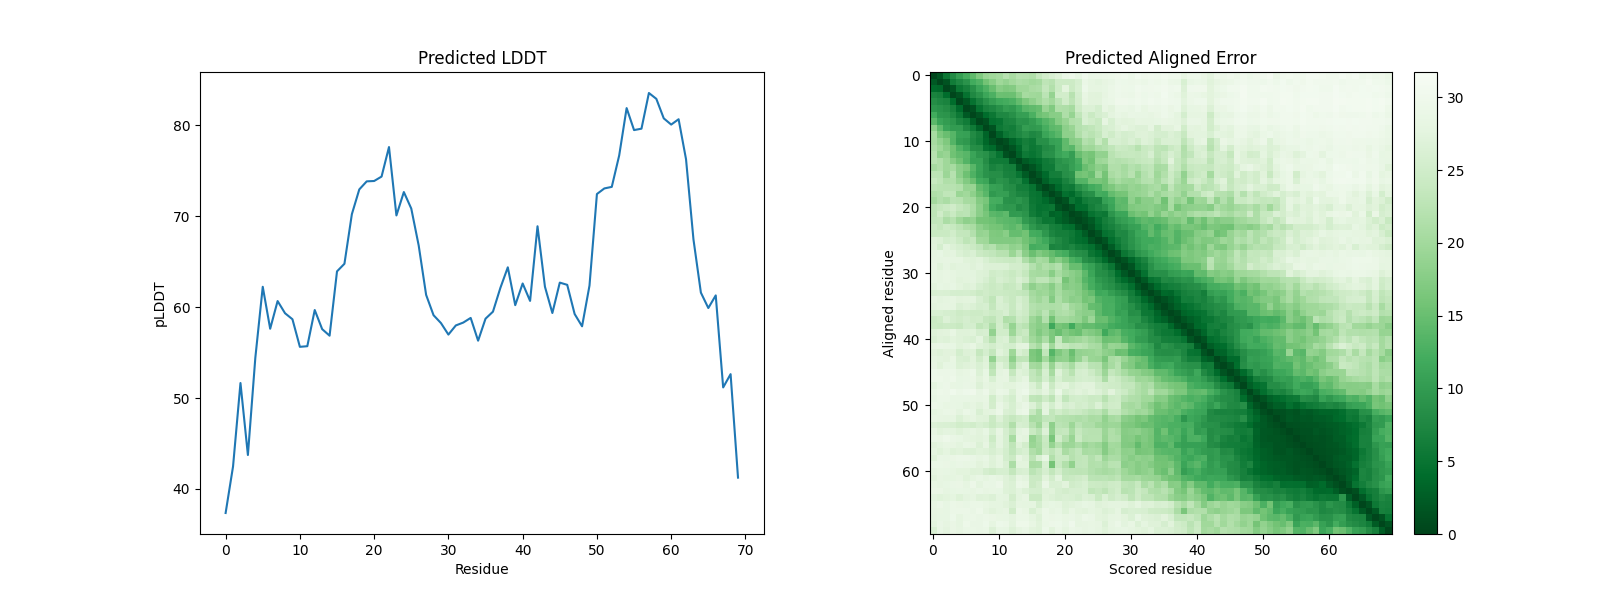 Predicted LDDT
pLDDT
80
70
60
50
40
0 10 20 30 40 50 60 70
Residue
Predicted Aligned Error
Aligned residue
0
10
20
30
40
50
60
0 10 20 30 40 50 60
Scored residue
30
25
20
15
10
5
0